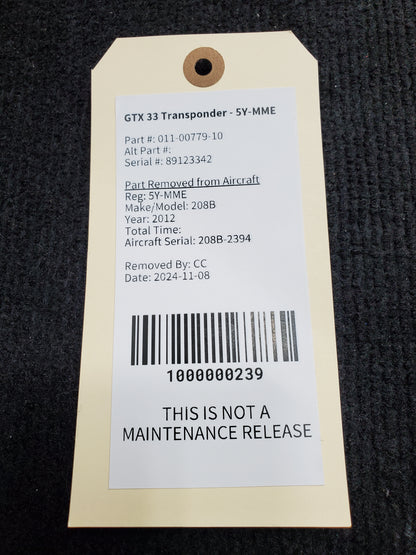 GTX 33 Transponder - 5Y-MME
Part #: 011-00779-10
Alt Part #:
Serial #: 89123342
Part Removed from Aircraft
Reg: 5Y-MME
Make/Model: 208B
Year: 2012
Total Time:
Aircraft Serial: 208B-2394
Removed By: CC
Date: 2024-11-08
1000000239
THIS IS NOT A
MAINTENANCE RELEASE